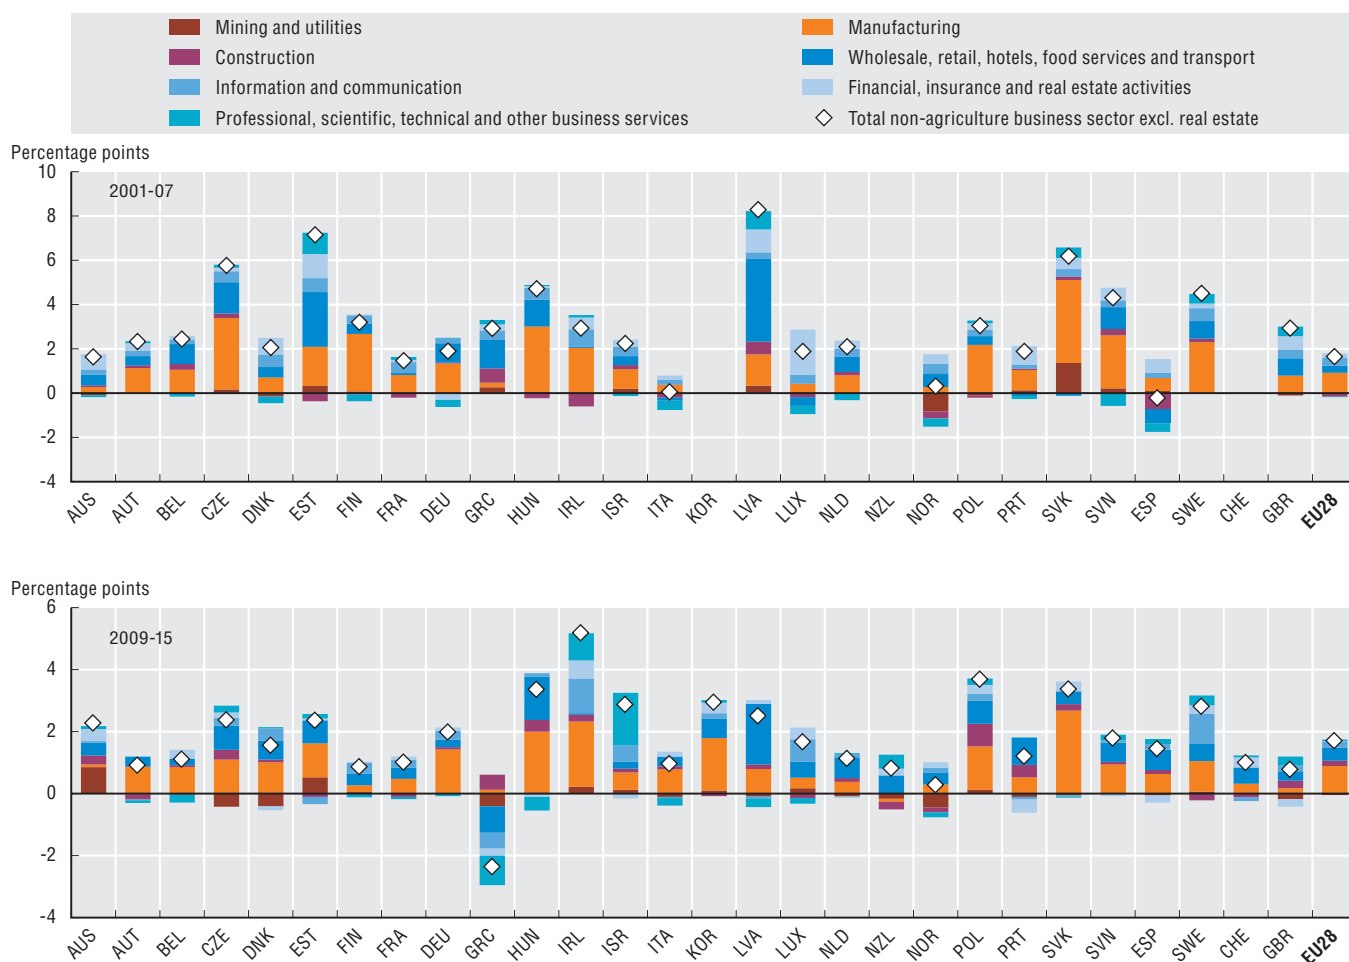 Mining and utilities
Manufacturing
Construction
Wholesale, retail, hotels, food services and transport
Information and communication
Financial, insurance and real estate activities
Professional, scientific, technical and other business services
Total non-agriculture business sector excl. real estate
Percentage points
10
2001-07
8
6
4
2
0
-2
-4
AUS AUT BEL CZE DNK EST FIN FRA DEU GRC HUN IRL ISR ITA KOR LVA LUX NLD NZL NOR POL PRT SVK SVN ESP SWE CHE GBR EU28
Percentage points
6
2009-15
4
2
0
-2
-4
AUS AUT BEL CZE DNK EST FIN FRA DEU GRC HUN IRL ISR ITA KOR LVA LUX NLD NZL NOR POL PRT SVK SVN ESP SWE CHE GBR EU28